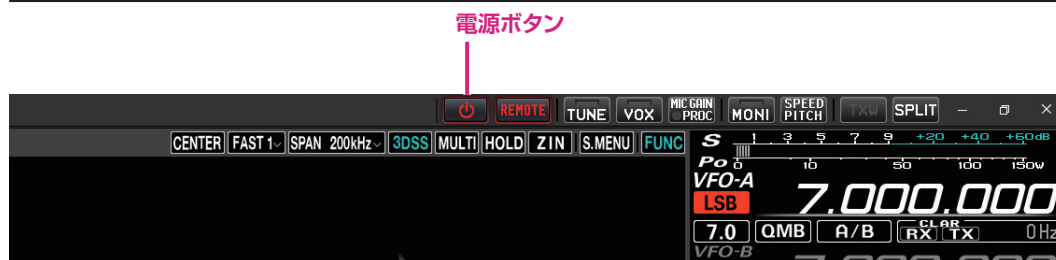 電源ボタン
REMOTE TUNE VOX MIC GAIN PROC MONI SPEED PITCH TXW SPLIT
CENTER FAST 1 SPAN 200kHz 3DSS MULTI HOLD Z IN S.MENU FUNC
S 1 3 5 7 9 +20 +40 +60dB
Po 0 10 50 100 150W
VFO-A
LSB 7.000.000
7.0 QMB A/B CLAR RX TX 0Hz
VFO-B